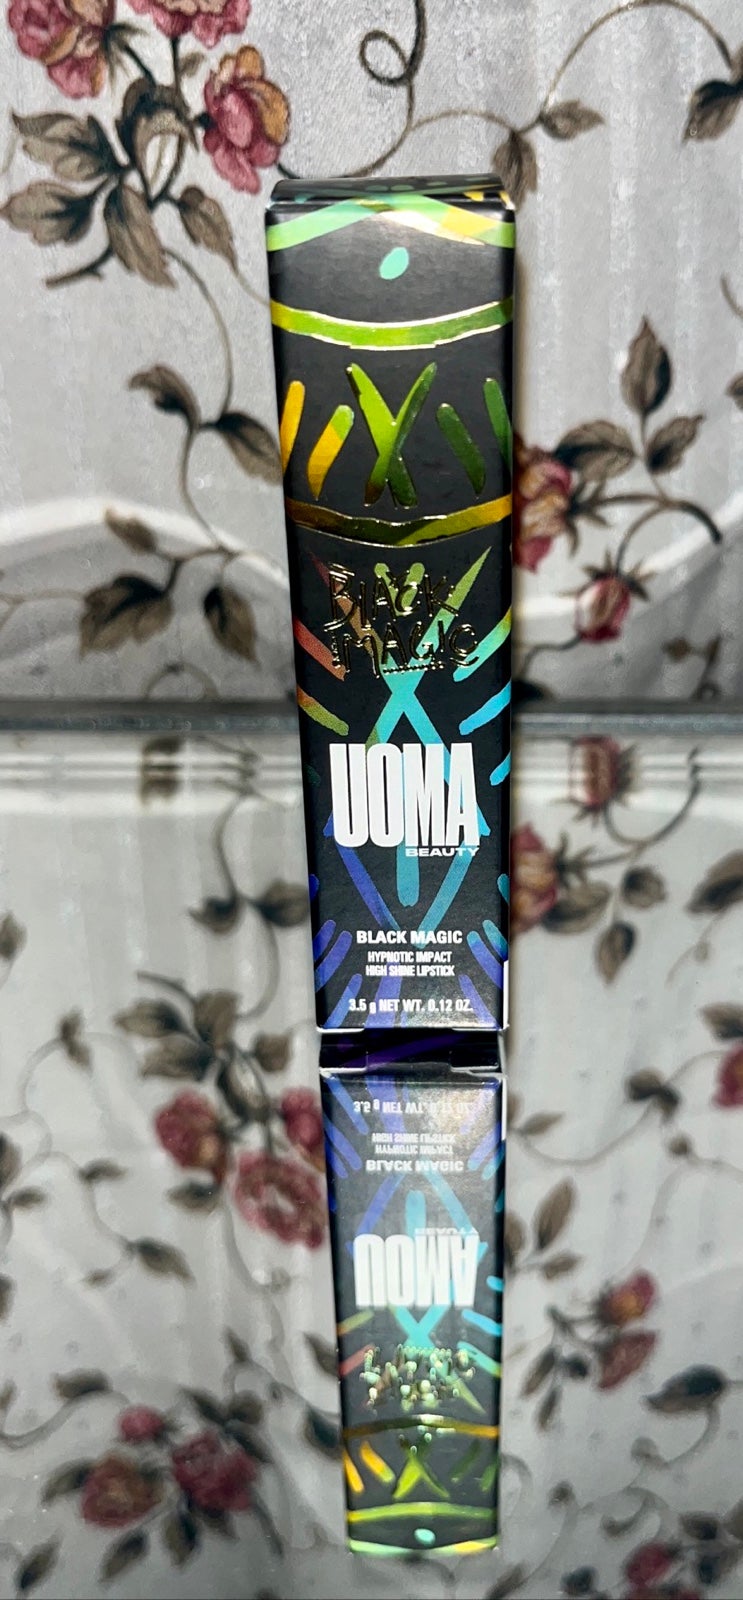 BLACK
MAGIC
UOMA
BEAUTY
BLACK MAGIC
HYPNOTIC IMPACT
HIGH SHINE LIPSTICK
3.5 g NET WT. 0.12 OZ.